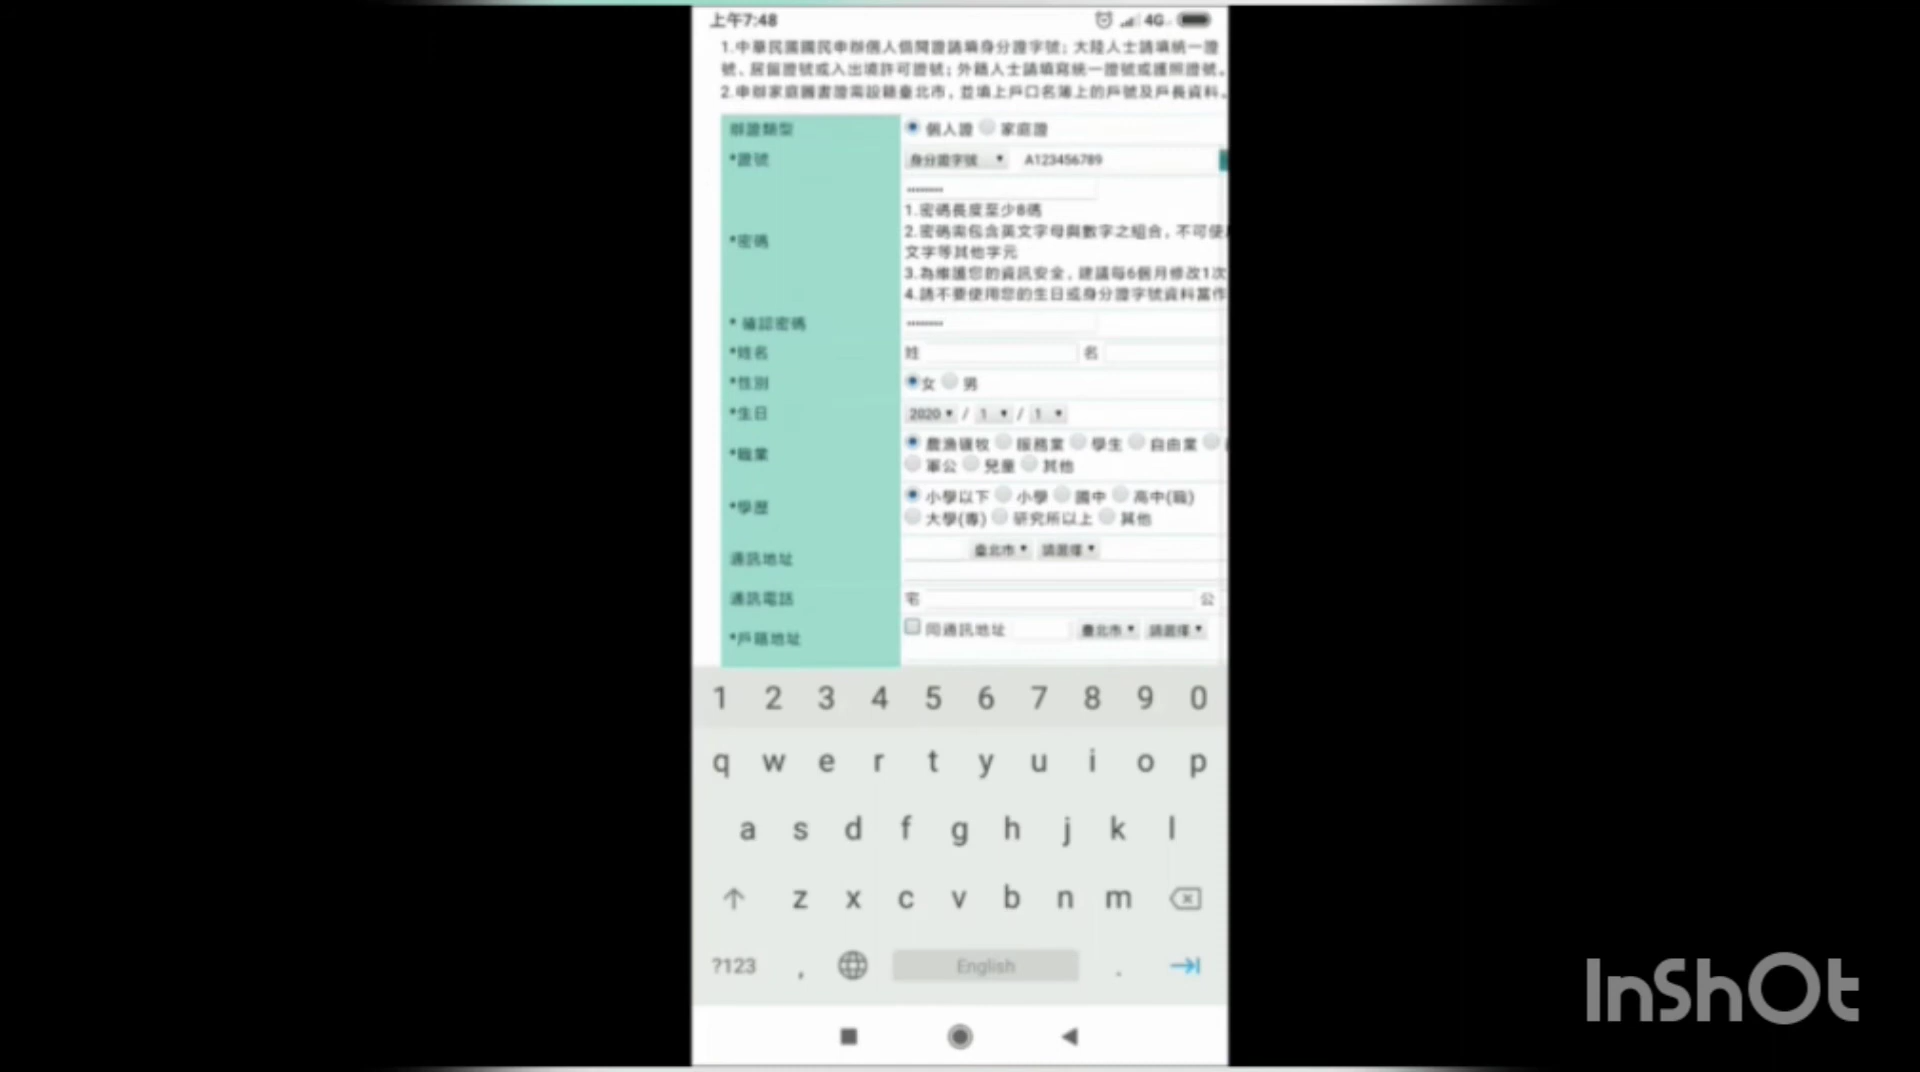 上午7:48 4G
1.中華民國國民申辦個人借閱證請填身分證字號；大陸人士請填統一證
號、居留證號或入出境許可證號；外籍人士請填寫統一證號或護照證號。
2.申辦家庭圖書證需設籍臺北市，並填上戶口名簿上的戶號及戶長資料。
辦證類型 個人證 家庭證
*證號 身分證字號 A123456789
*密碼 ••••••••
1.密碼長度至少8碼
2.密碼需包含英文字母與數字之組合，不可使
文字等其他字元
3.為維護您的資訊安全，建議每6個月修改1次
4.請不要使用您的生日或身分證字號資料當作
* 確認密碼 ••••••••
*姓名 姓 名
*性別 女 男
*生日 2020 / 1 / 1
*職業 農漁礦牧 服務業 學生 自由業
軍公 兒童 其他
*學歷 小學以下 小學 國中 高中(職)
大學(專) 研究所以上 其他
通訊地址 臺北市 請選擇
通訊電話 宅 公
*戶籍地址 同通訊地址 臺北市 請選擇
1 2 3 4 5 6 7 8 9 0
q w e r t y u i o p
a s d f g h j k l
z x c v b n m
?123 , English .
InShOt